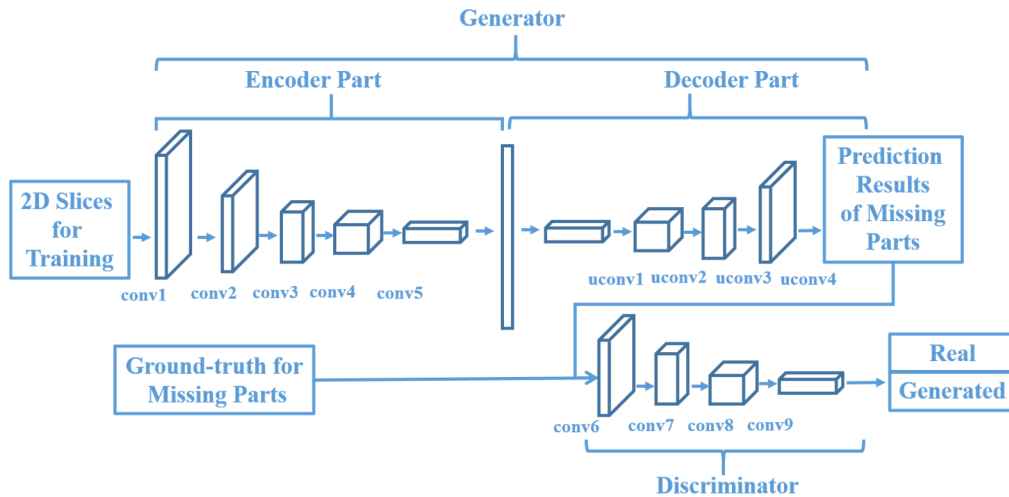 Generator
Encoder Part
Decoder Part
2D Slices
for
Training
Prediction
Results
of Missing
Parts
conv1
conv2
conv3
conv4
conv5
uconv1
uconv2
uconv3
uconv4
Ground-truth for
Missing Parts
Real
Generated
conv6
conv7
conv8
conv9
Discriminator